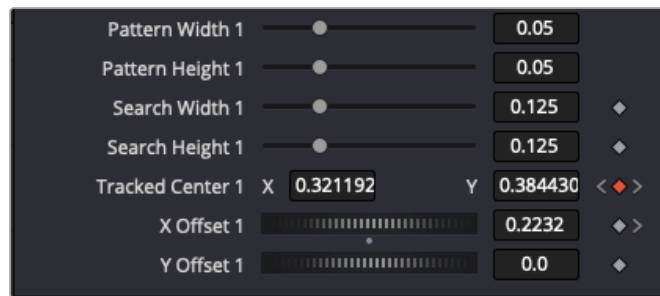 Pattern Width 1 0.05
Pattern Height 1 0.05
Search Width 1 0.125
Search Height 1 0.125
Tracked Center 1 X 0.321192 Y 0.384430
X Offset 1 0.2232
Y Offset 1 0.0